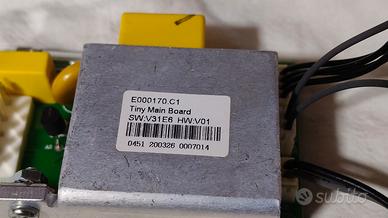 E000170.C1
Tiny Main Board
SW:V31E6 HW:V01
0451 200326 0007014
subito